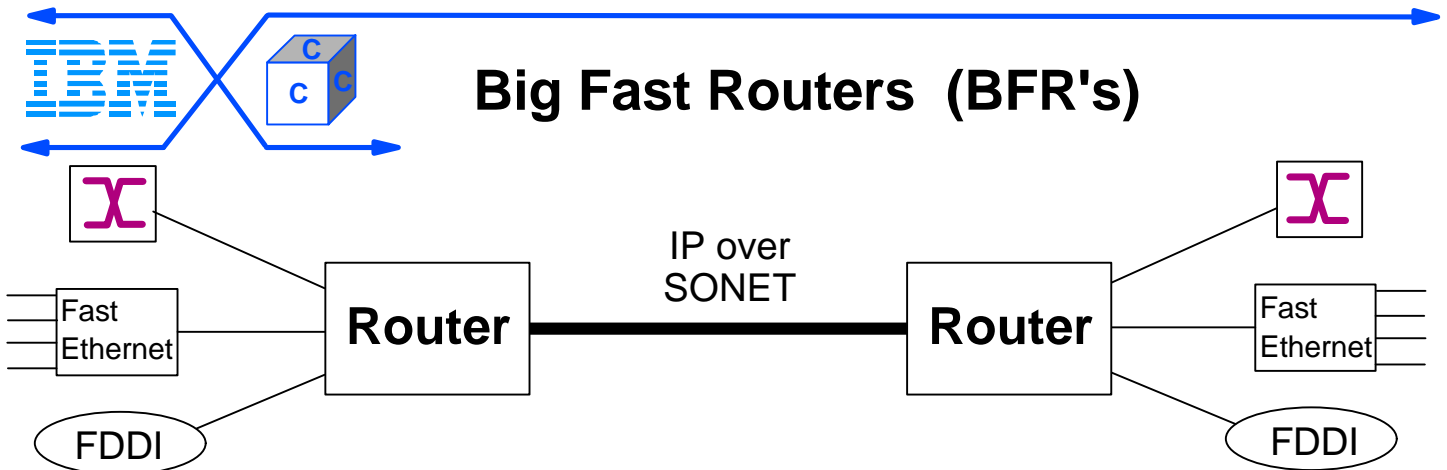 IBM
C
C
C
Big Fast Routers (BFR's)
IP over
SONET
Fast
Ethernet
Router
Router
Fast
Ethernet
FDDI
FDDI